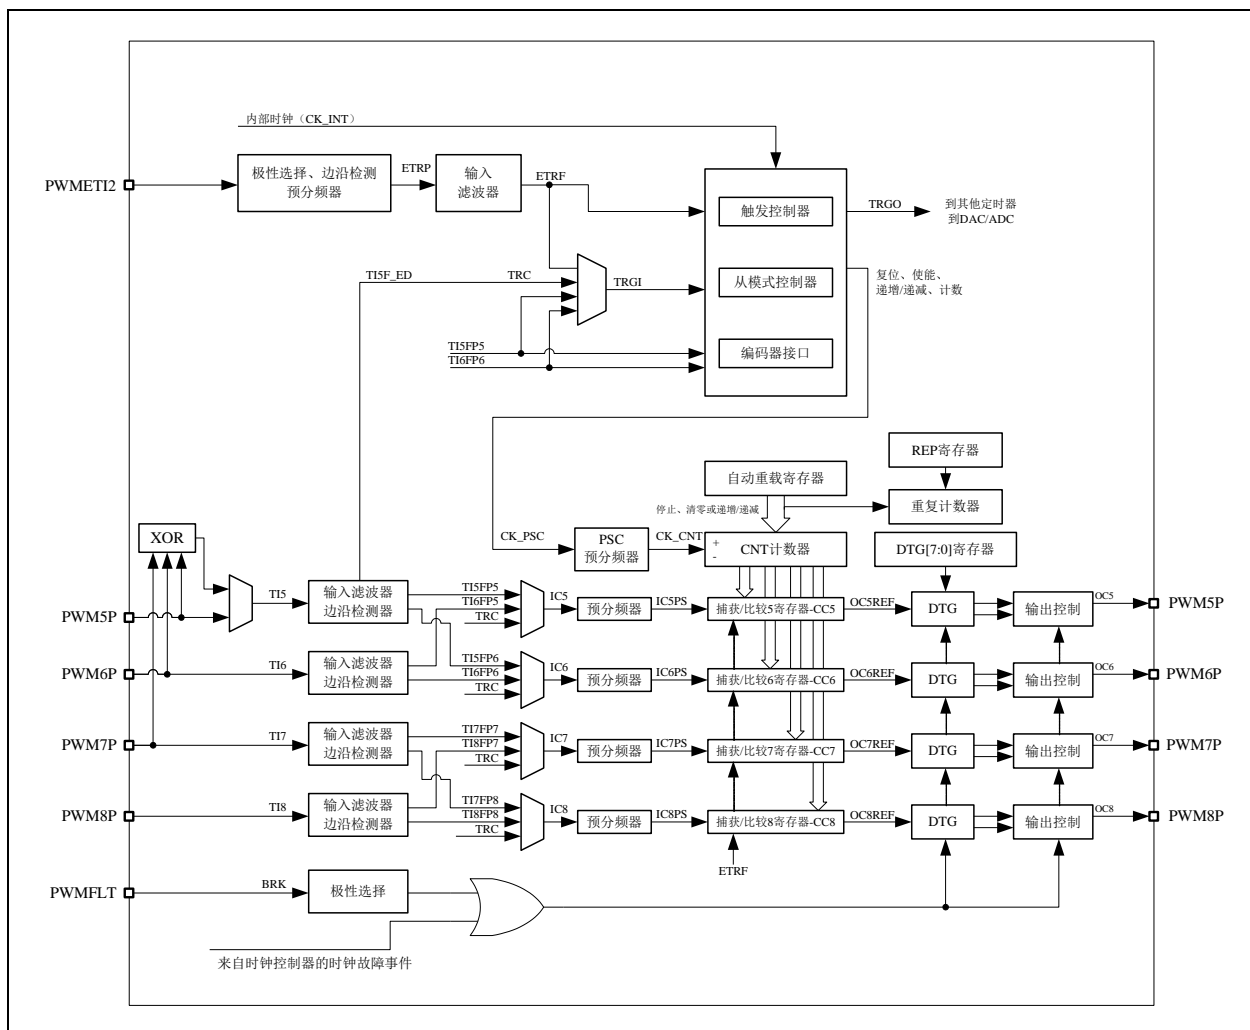 内部时钟（CK_INT）
PWMETI2
极性选择、边沿检测
预分频器
ETRP
输入
滤波器
ETRF
触发控制器
TRGO
到其他定时器
到DAC/ADC
TI5F_ED
TRC
TRGI
从模式控制器
复位、使能、
递增/递减、计数
TI5FP5
TI6FP6
编码器接口
REP寄存器
自动重载寄存器
停止、清零或递增/递减
重复计数器
XOR
CK_PSC
PSC
预分频器
CK_CNT
+
-
CNT计数器
DTG[7:0]寄存器
PWM5P
TI5
输入滤波器
边沿检测器
TI5FP5
TI6FP5
TRC
IC5
预分频器
IC5PS
捕获/比较5寄存器-CC5
OC5REF
DTG
输出控制
OC5
PWM5P
PWM6P
TI6
输入滤波器
边沿检测器
TI5FP6
TI6FP6
TRC
IC6
预分频器
IC6PS
捕获/比较6寄存器-CC6
OC6REF
DTG
输出控制
OC6
PWM6P
PWM7P
TI7
输入滤波器
边沿检测器
TI7FP7
TI8FP7
TRC
IC7
预分频器
IC7PS
捕获/比较7寄存器-CC7
OC7REF
DTG
输出控制
OC7
PWM7P
PWM8P
TI8
输入滤波器
边沿检测器
TI7FP8
TI8FP8
TRC
IC8
预分频器
IC8PS
捕获/比较8寄存器-CC8
OC8REF
DTG
输出控制
OC8
PWM8P
ETRF
PWMFLT
BRK
极性选择
来自时钟控制器的时钟故障事件